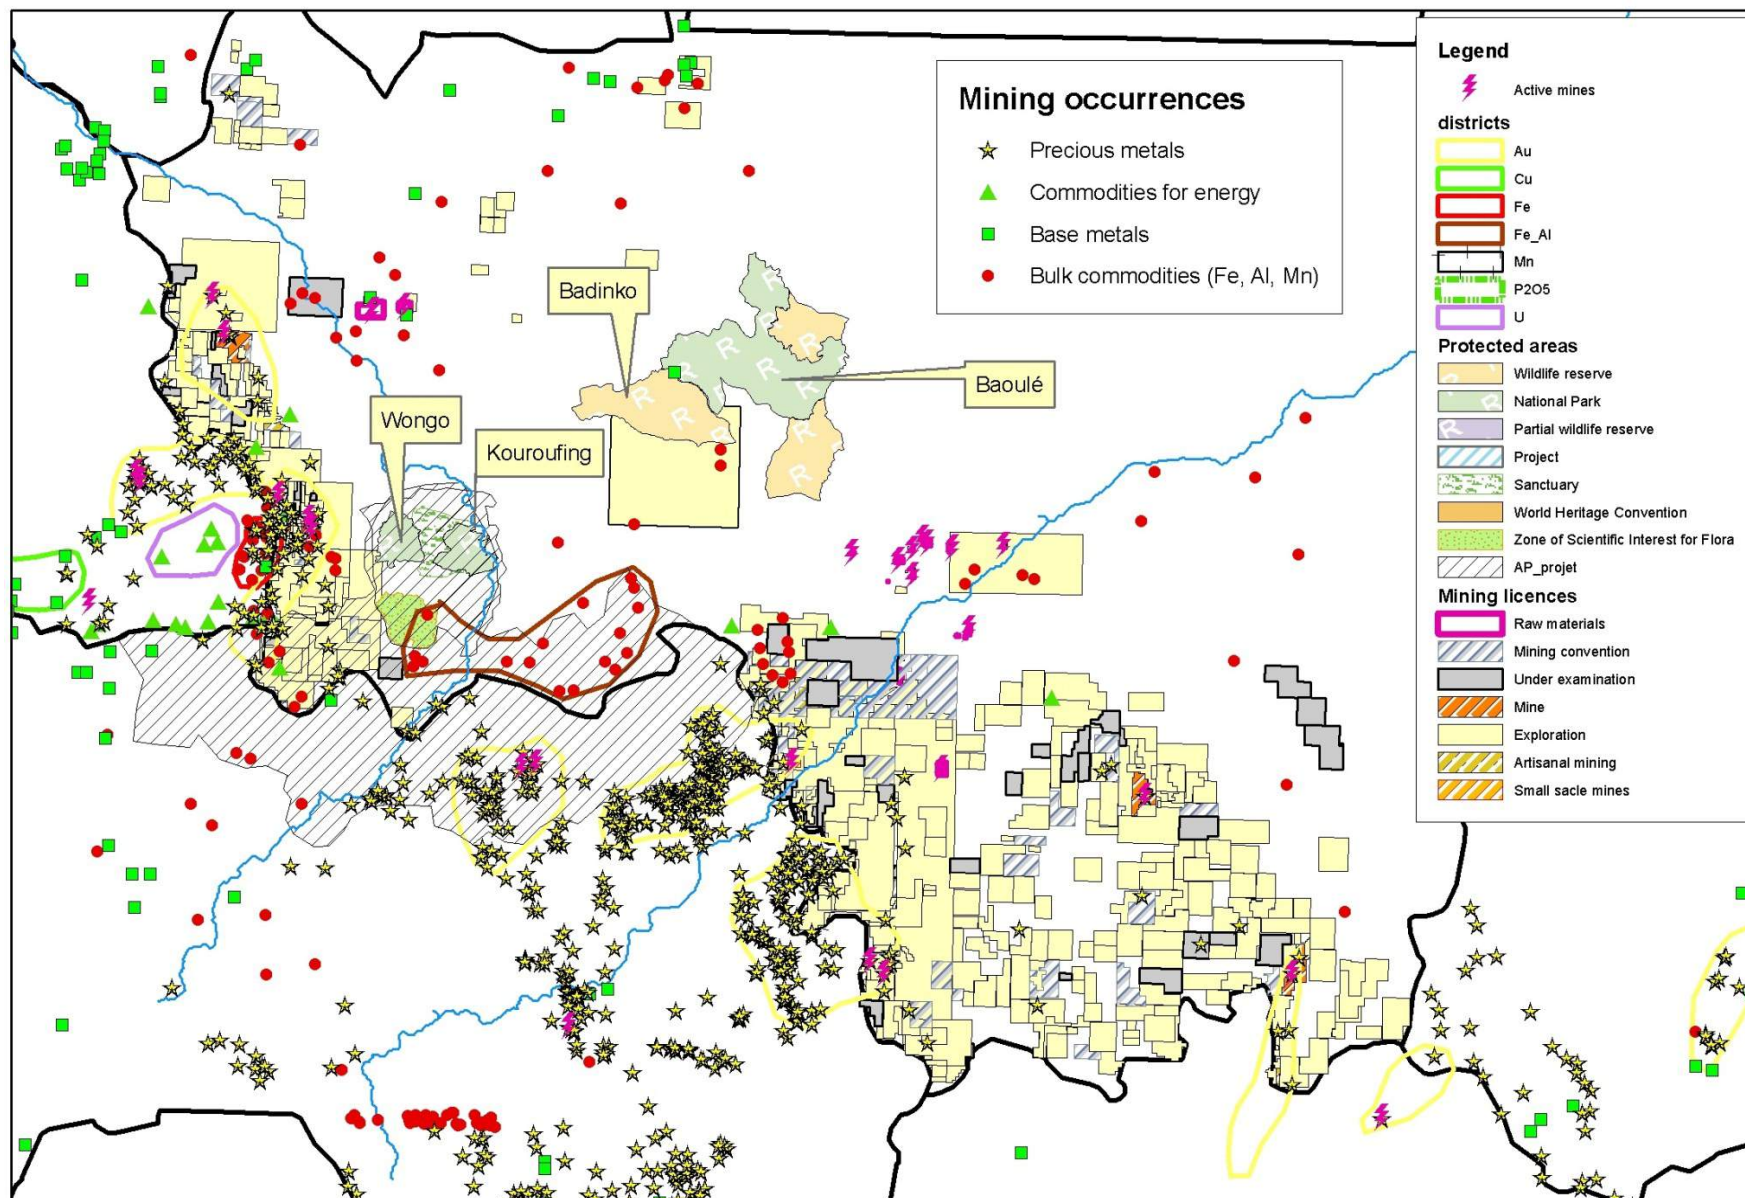 Mining occurrences
Precious metals
Commodities for energy
Base metals
Bulk commodities (Fe, Al, Mn)
Badinko
Baoulé
Wongo
Kouroufing
R
R
R
R
R
R
R
R
R
R
R
Legend
Active mines
districts
Au
Cu
Fe
Fe_Al
Mn
P2O5
U
Protected areas
Wildlife reserve
National Park
Partial wildlife reserve
Project
Sanctuary
World Heritage Convention
Zone of Scientific Interest for Flora
AP_projet
Mining licences
Raw materials
Mining convention
Under examination
Mine
Exploration
Artisanal mining
Small sacle mines